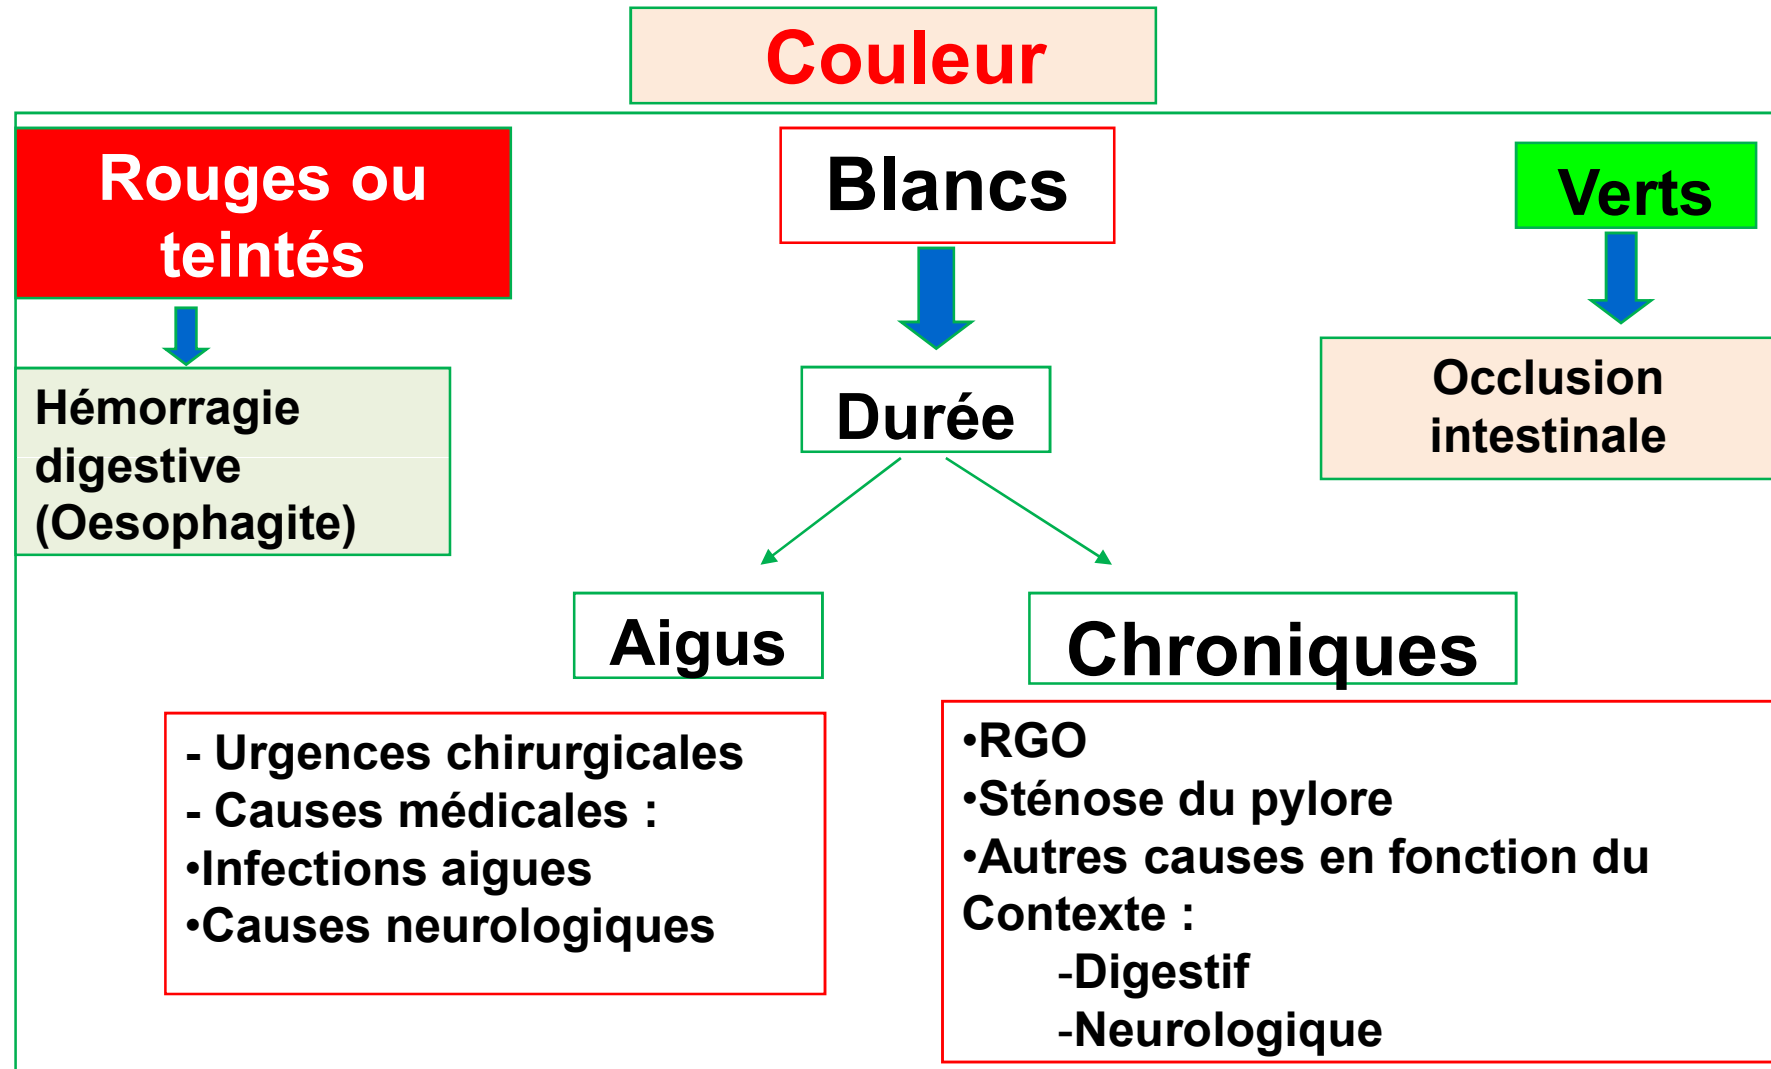 Couleur
Rouges ou
teintés
Blancs
Verts
Hémorragie
digestive
(Oesophagite)
Durée
Occlusion
intestinale
Aigus
Chroniques
- Urgences chirurgicales
- Causes médicales :
•Infections aigues
•Causes neurologiques
•RGO
•Sténose du pylore
•Autres causes en fonction du
Contexte :
-Digestif
-Neurologique